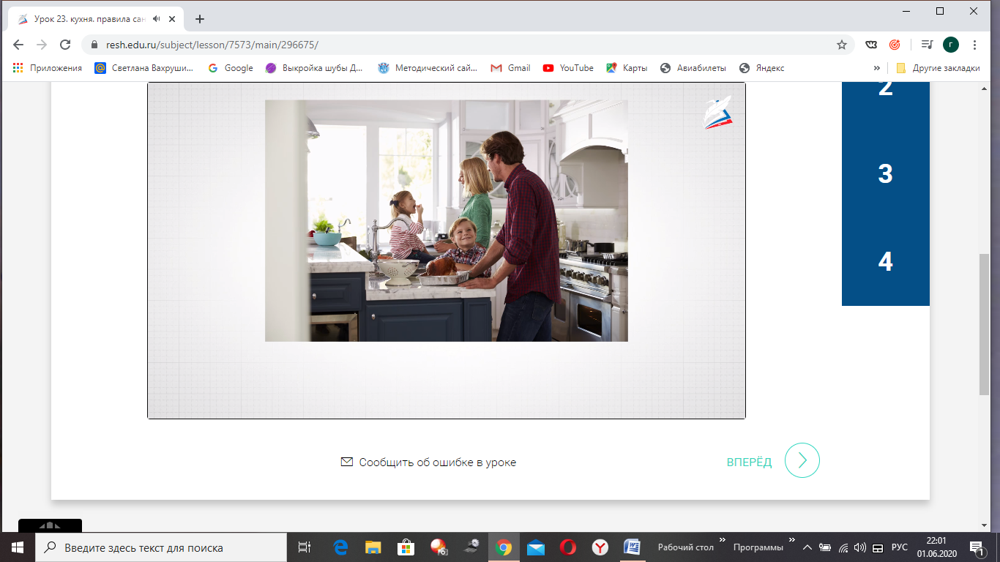 Урок 23. кухня. правила сан
resh.edu.ru/subject/lesson/7573/main/296675/
г
Приложения
Светлана Вахруши...
Google
Выкройка шубы Д...
Методический сай...
Gmail
YouTube
Карты
Авиабилеты
Яндекс
»
Другие закладки
2
3
4
Сообщить об ошибке в уроке
ВПЕРЁД
Введите здесь текст для поиска
Рабочий стол »
Программы »
РУС
22:01
01.06.2020
1